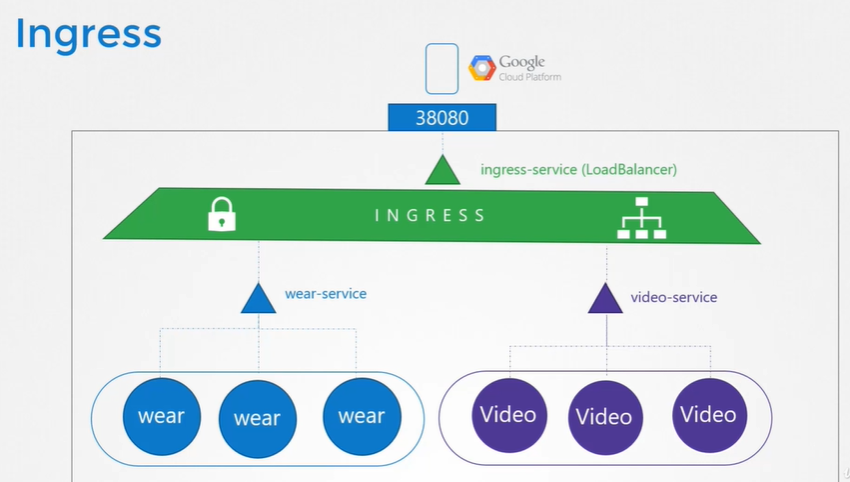 Ingress
Google
Cloud Platform
38080
ingress-service (LoadBalancer)
INGRESS
wear-service
video-service
wear
wear
wear
Video
Video
Video